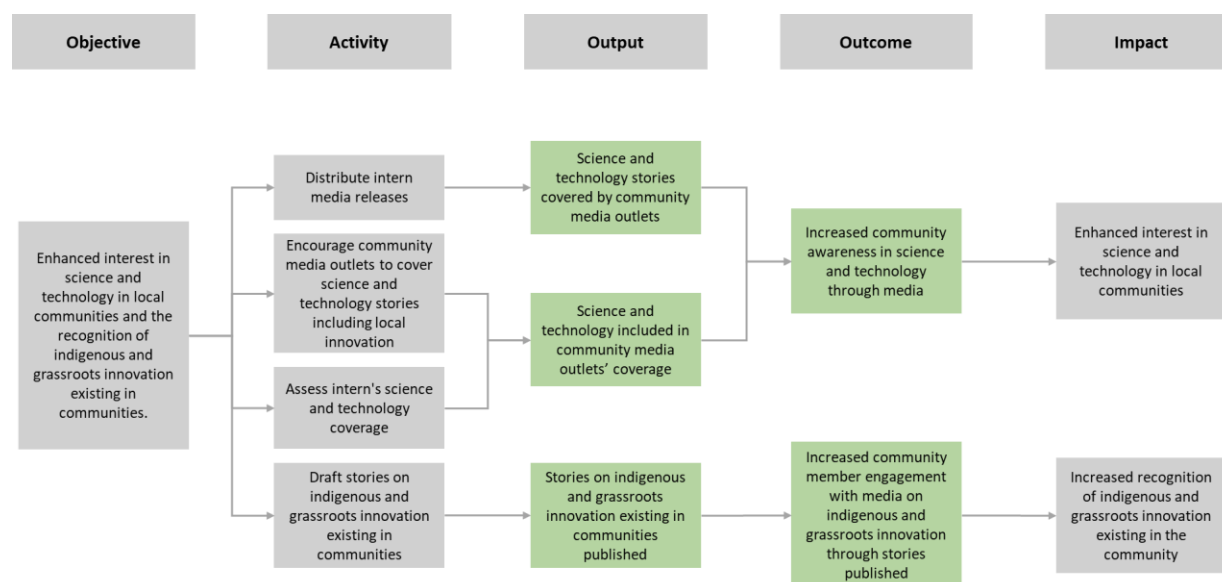 Objective
Activity
Output
Outcome
Impact
Enhanced interest in
science and
technology in local
communities and the
recognition of
indigenous and
grassroots innovation
existing in
communities.
Distribute intern
media releases
Encourage community
media outlets to cover
science and
technology stories
including local
innovation
Assess intern's science
and technology
coverage
Draft stories on
indigenous and
grassroots innovation
existing in
communities
Science and
technology stories
covered by community
media outlets
Science and
technology included in
community media
outlets’ coverage
Stories on indigenous
and grassroots
innovation existing in
communities
published
Increased community
awareness in science
and technology
through media
Increased community
member engagement
with media on
indigenous and
grassroots innovation
through stories
published
Enhanced interest in
science and
technology in local
communities
Increased recognition
of indigenous and
grassroots innovation
existing in the
community